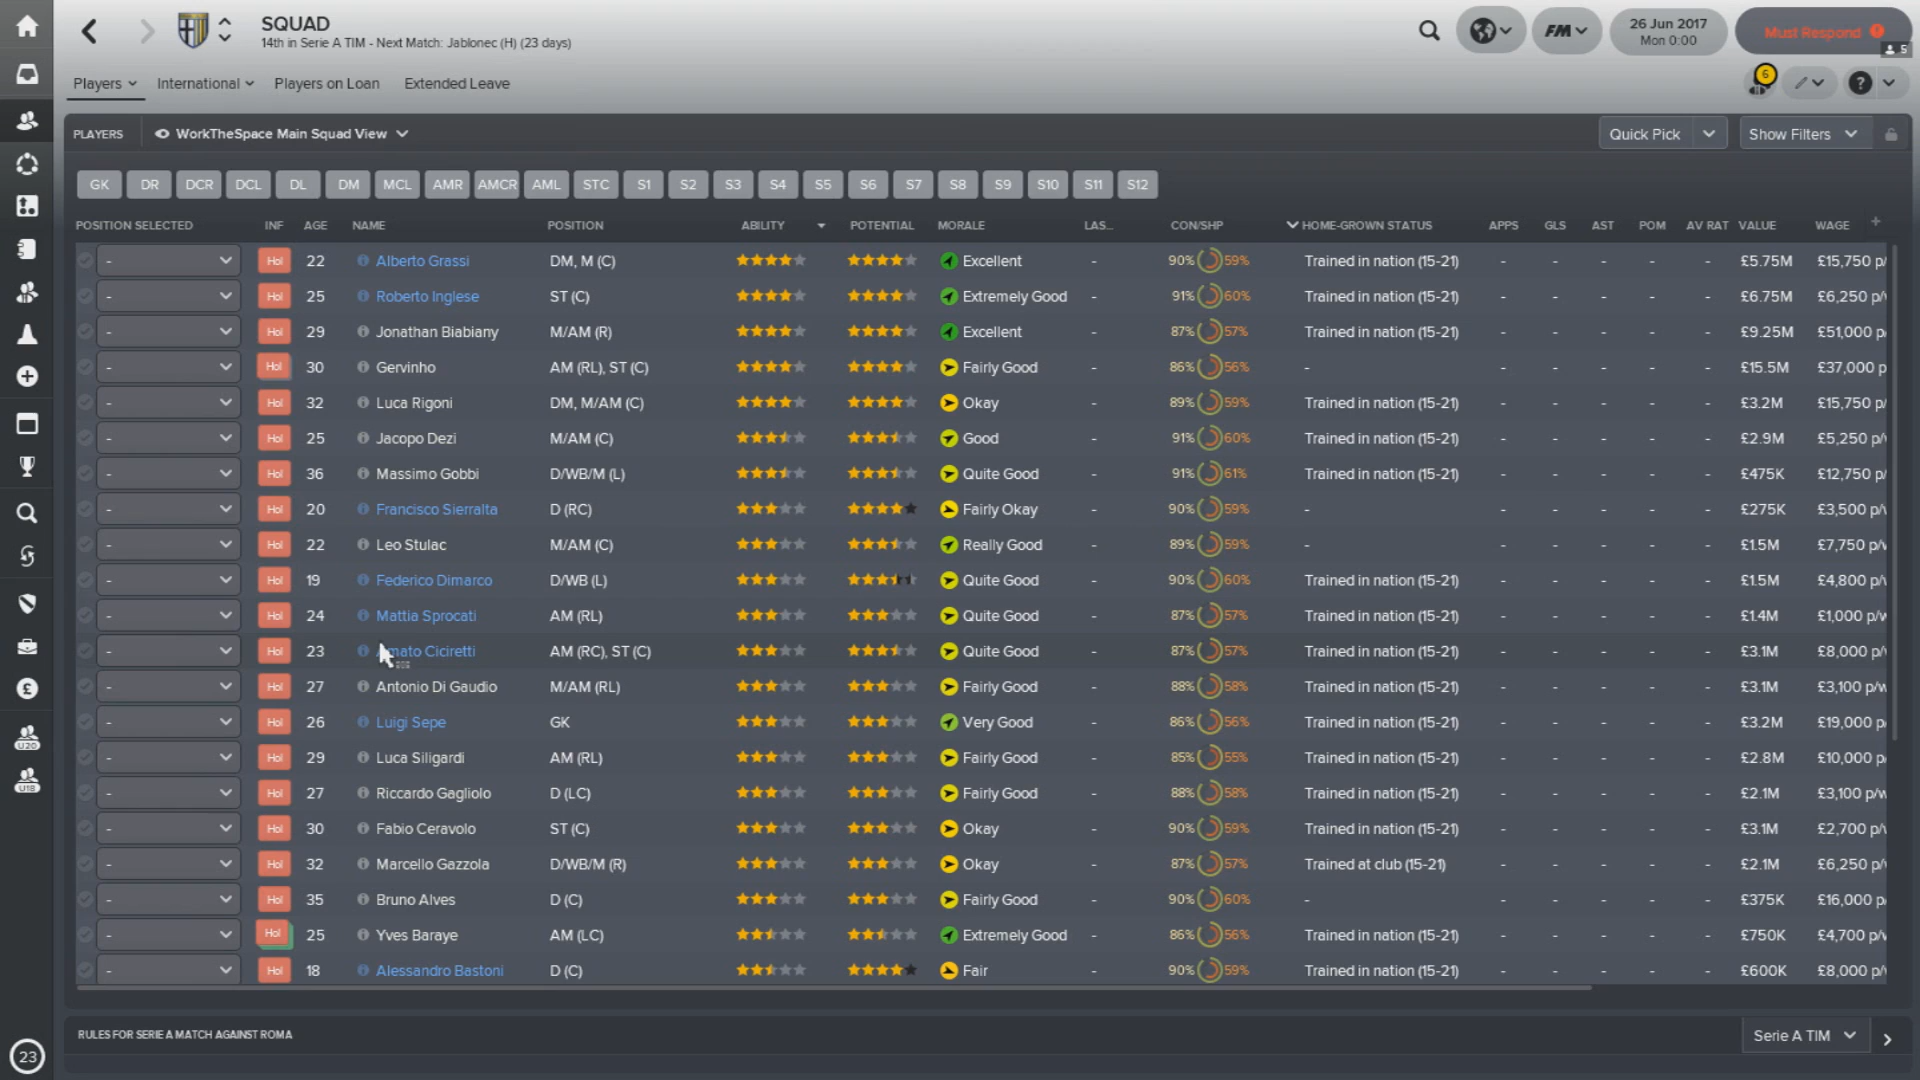 SQUAD
14th in Serie A TIM - Next Match: Jablonec (H) (23 days)
FM
26 Jun 2017
Mon 0:00
Must Respond
5
Players International Players on Loan Extended Leave
6
?
PLAYERS WorkTheSpace Main Squad View Quick Pick Show Filters
GK DR DCR DCL DL DM MCL AMR AMCR AML STC S1 S2 S3 S4 S5 S6 S7 S8 S9 S10 S11 S12
POSITION SELECTED INF AGE NAME POSITION ABILITY POTENTIAL MORALE LAS... CON/SHP HOME-GROWN STATUS APPS GLS AST POM AV RAT VALUE WAGE +
- Hol 22 Alberto Grassi DM, M (C) Excellent - 90% 59% Trained in nation (15-21) - - - - - £5.75M £15,750 p/
- Hol 25 Roberto Inglese ST (C) Extremely Good - 91% 60% Trained in nation (15-21) - - - - - £6.75M £6,250 p/
- Hol 29 Jonathan Biabiany M/AM (R) Excellent - 87% 57% Trained in nation (15-21) - - - - - £9.25M £51,000 p
- Hol 30 Gervinho AM (RL), ST (C) Fairly Good - 86% 56% - - - - - - £15.5M £37,000 p
- Hol 32 Luca Rigoni DM, M/AM (C) Okay - 89% 59% Trained in nation (15-21) - - - - - £3.2M £15,750 p/
- Hol 25 Jacopo Dezi M/AM (C) Good - 91% 60% Trained in nation (15-21) - - - - - £2.9M £5,250 p/
- Hol 36 Massimo Gobbi D/WB/M (L) Quite Good - 91% 61% Trained in nation (15-21) - - - - - £475K £12,750 p/
- Hol 20 Francisco Sierralta D (RC) Fairly Okay - 90% 59% - - - - - - £275K £3,500 p/
- Hol 22 Leo Stulac M/AM (C) Really Good - 89% 59% - - - - - - £1.5M £7,750 p/
- Hol 19 Federico Dimarco D/WB (L) Quite Good - 90% 60% Trained in nation (15-21) - - - - - £1.5M £4,800 p/
- Hol 24 Mattia Sprocati AM (RL) Quite Good - 87% 57% Trained in nation (15-21) - - - - - £1.4M £1,000 p/w
- Hol 23 Amato Ciciretti AM (RC), ST (C) Quite Good - 87% 57% Trained in nation (15-21) - - - - - £3.1M £8,000 p/
- Hol 27 Antonio Di Gaudio M/AM (RL) Fairly Good - 88% 58% Trained in nation (15-21) - - - - - £3.1M £3,100 p/w
- Hol 26 Luigi Sepe GK Very Good - 86% 56% Trained in nation (15-21) - - - - - £3.2M £19,000 p/
- Hol 29 Luca Siligardi AM (RL) Fairly Good - 85% 55% Trained in nation (15-21) - - - - - £2.8M £10,000 p/
- Hol 27 Riccardo Gagliolo D (LC) Fairly Good - 88% 58% Trained in nation (15-21) - - - - - £2.1M £3,100 p/w
- Hol 30 Fabio Ceravolo ST (C) Okay - 90% 59% Trained in nation (15-21) - - - - - £3.1M £2,700 p/
- Hol 32 Marcello Gazzola D/WB/M (R) Okay - 87% 57% Trained at club (15-21) - - - - - £2.1M £6,250 p/
- Hol 35 Bruno Alves D (C) Fairly Good - 90% 60% - - - - - - £375K £16,000 p/
- Hol 25 Yves Baraye AM (LC) Extremely Good - 86% 56% Trained in nation (15-21) - - - - - £750K £4,700 p/
- Hol 18 Alessandro Bastoni D (C) Fair - 90% 59% Trained in nation (15-21) - - - - - £600K £8,000 p/
U20
U18
23
RULES FOR SERIE A MATCH AGAINST ROMA Serie A TIM